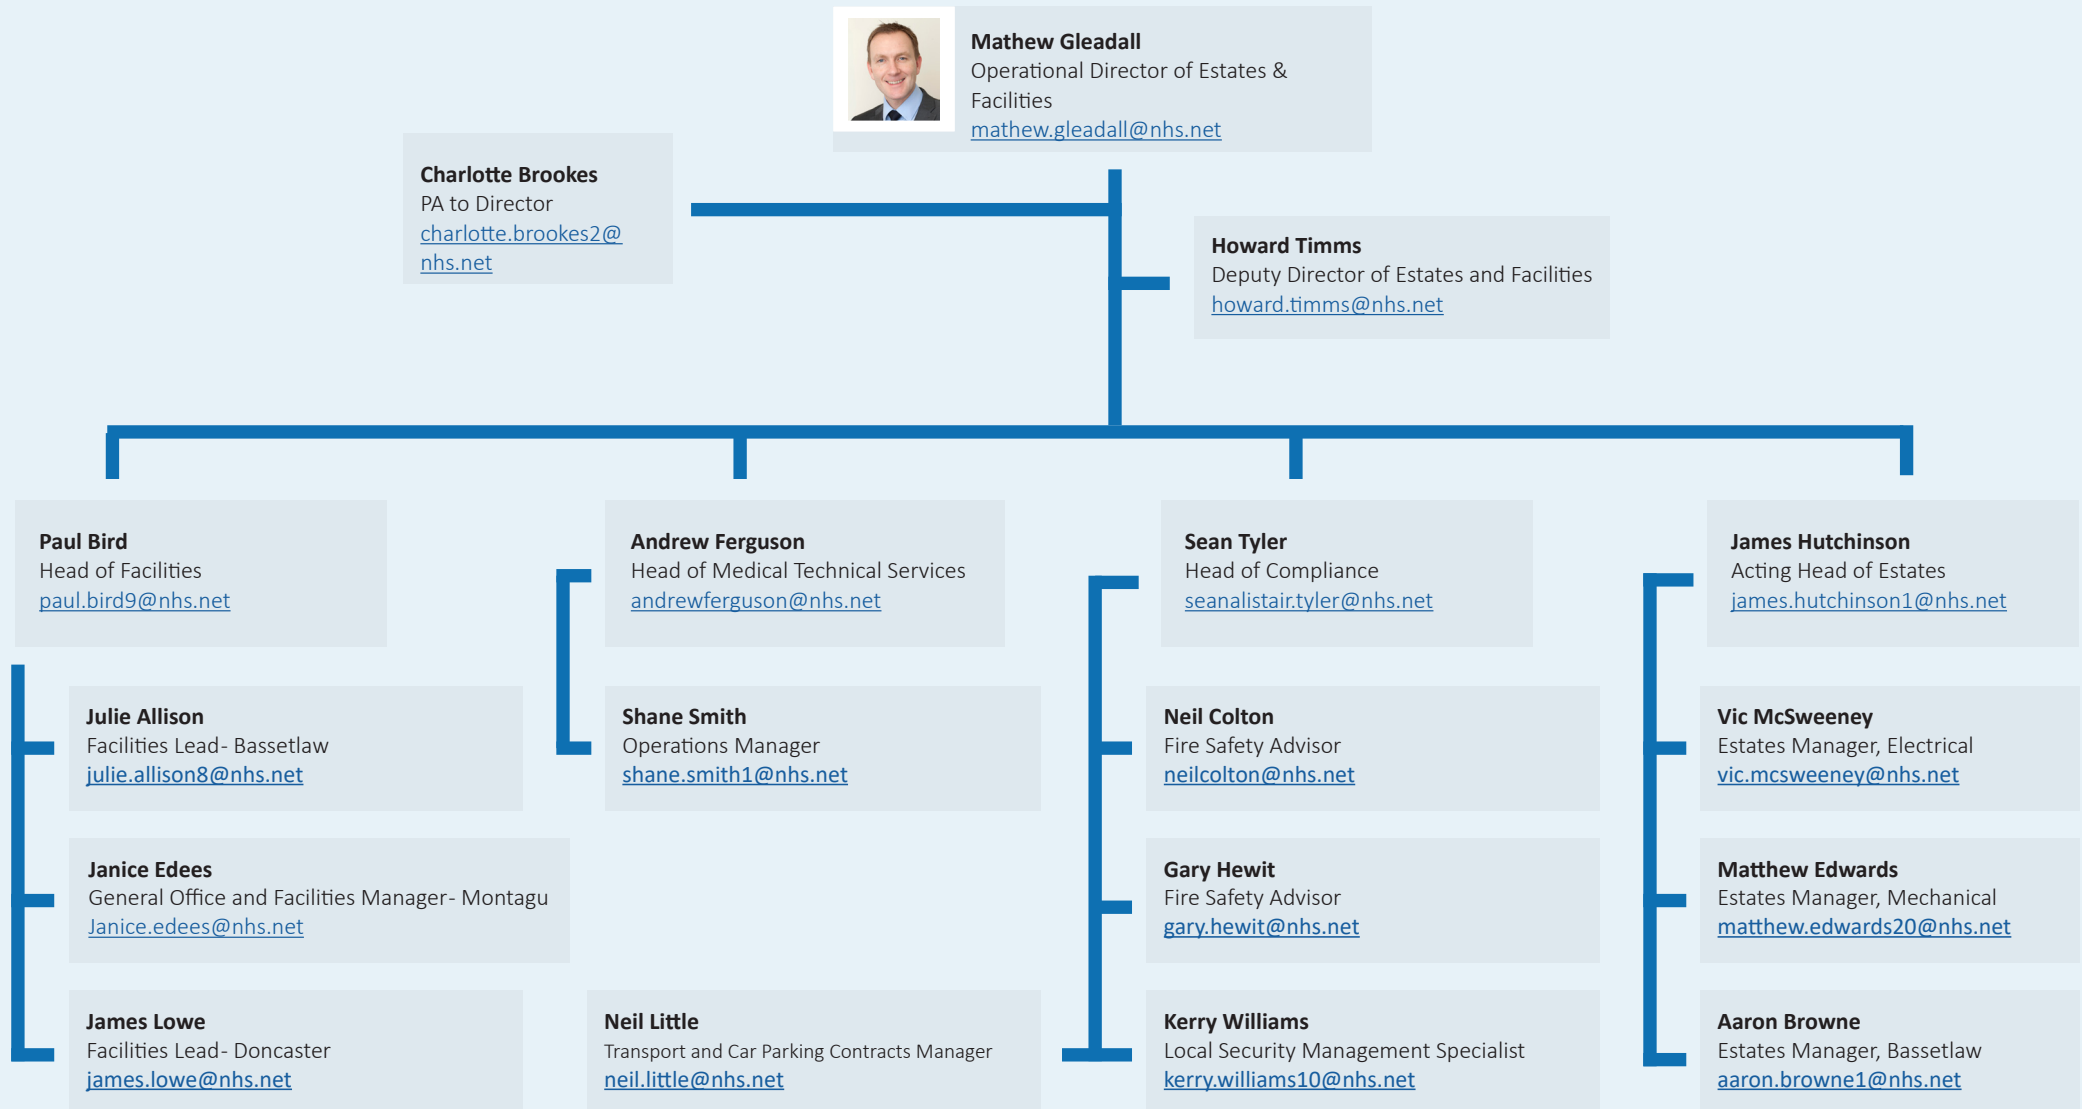 Mathew Gleadall
Operational Director of Estates &
Facilities
mathew.gleadall@nhs.net
Charlotte Brookes
PA to Director
charlotte.brookes2@
nhs.net
Howard Timms
Deputy Director of Estates and Facilities
howard.timms@nhs.net
Paul Bird
Head of Facilities
paul.bird9@nhs.net
Andrew Ferguson
Head of Medical Technical Services
andrewferguson@nhs.net
Sean Tyler
Head of Compliance
seanalistair.tyler@nhs.net
James Hutchinson
Acting Head of Estates
james.hutchinson1@nhs.net
Julie Allison
Facilities Lead- Bassetlaw
julie.allison8@nhs.net
Shane Smith
Operations Manager
shane.smith1@nhs.net
Neil Colton
Fire Safety Advisor
neilcolton@nhs.net
Vic McSweeney
Estates Manager, Electrical
vic.mcsweeney@nhs.net
Janice Edees
General Office and Facilities Manager- Montagu
Janice.edees@nhs.net
Gary Hewit
Fire Safety Advisor
gary.hewit@nhs.net
Matthew Edwards
Estates Manager, Mechanical
matthew.edwards20@nhs.net
James Lowe
Facilities Lead- Doncaster
james.lowe@nhs.net
Neil Little
Transport and Car Parking Contracts Manager
neil.little@nhs.net
Kerry Williams
Local Security Management Specialist
kerry.williams10@nhs.net
Aaron Browne
Estates Manager, Bassetlaw
aaron.browne1@nhs.net